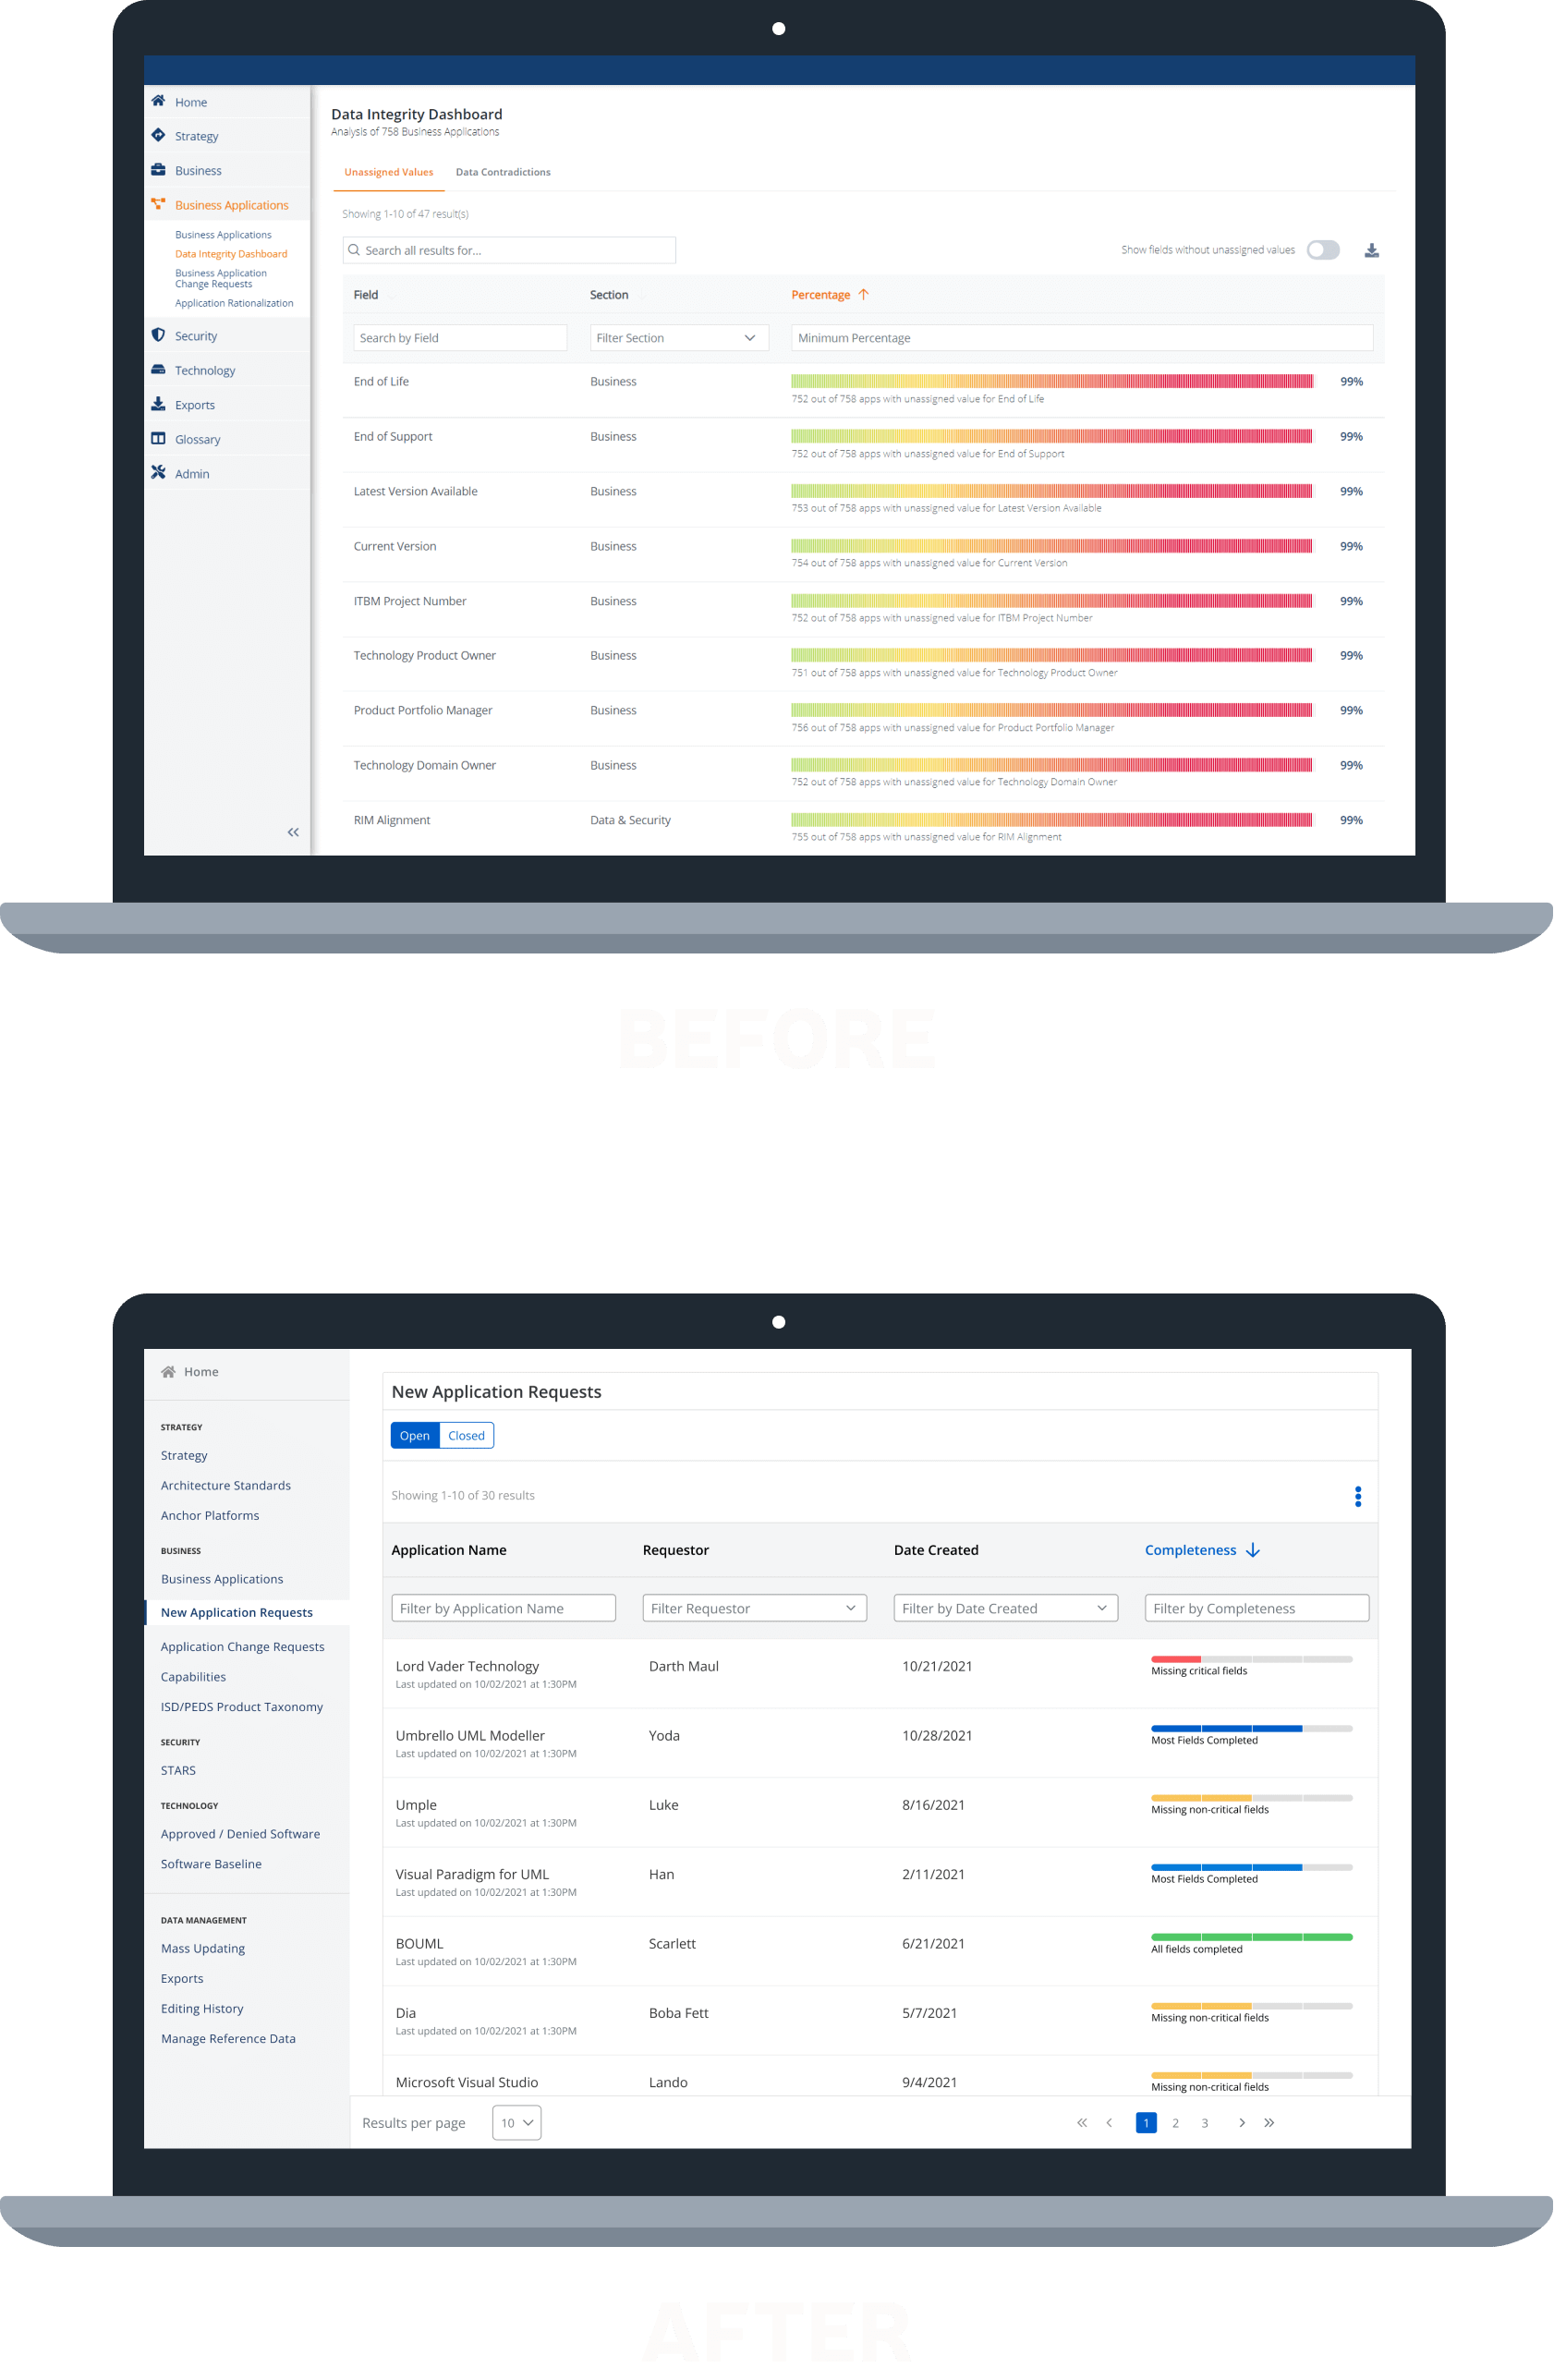 Home
Strategy
Business
Business Applications
Business Applications
Data Integrity Dashboard
Business Application
Change Requests
Application Rationalization
Security
Technology
Exports
Glossary
Admin
Data Integrity Dashboard
Analysis of 758 Business Applications
Unassigned Values Data Contradictions
Showing 1-10 of 47 result(s)
Search all results for... Show fields without unassigned values
Field Section Percentage
Search by Field Filter Section Minimum Percentage
End of Life Business 99%
752 out of 758 apps with unassigned value for End of Life
End of Support Business 99%
752 out of 758 apps with unassigned value for End of Support
Latest Version Available Business 99%
753 out of 758 apps with unassigned value for Latest Version Available
Current Version Business 99%
754 out of 758 apps with unassigned value for Current Version
ITBM Project Number Business 99%
752 out of 758 apps with unassigned value for ITBM Project Number
Technology Product Owner Business 99%
751 out of 758 apps with unassigned value for Technology Product Owner
Product Portfolio Manager Business 99%
756 out of 758 apps with unassigned value for Product Portfolio Manager
Technology Domain Owner Business 99%
752 out of 758 apps with unassigned value for Technology Domain Owner
RIM Alignment Data & Security 99%
755 out of 758 apps with unassigned value for RIM Alignment
BEFORE
Home
STRATEGY
Strategy
Architecture Standards
Anchor Platforms
BUSINESS
Business Applications
New Application Requests
Application Change Requests
Capabilities
ISD/PEDS Product Taxonomy
SECURITY
STARS
TECHNOLOGY
Approved / Denied Software
Software Baseline
DATA MANAGEMENT
Mass Updating
Exports
Editing History
Manage Reference Data
New Application Requests
Open Closed
Showing 1-10 of 30 results
Application Name Requestor Date Created Completeness
Filter by Application Name Filter Requestor Filter by Date Created Filter by Completeness
Lord Vader Technology Darth Maul 10/21/2021
Last updated on 10/02/2021 at 1:30PM Missing critical fields
Umbrello UML Modeller Yoda 10/28/2021
Last updated on 10/02/2021 at 1:30PM Most Fields Completed
Umple Luke 8/16/2021
Last updated on 10/02/2021 at 1:30PM Missing non-critical fields
Visual Paradigm for UML Han 2/11/2021
Last updated on 10/02/2021 at 1:30PM Most Fields Completed
BOUML Scarlett 6/21/2021
Last updated on 10/02/2021 at 1:30PM All fields completed
Dia Boba Fett 5/7/2021
Last updated on 10/02/2021 at 1:30PM Missing non-critical fields
Microsoft Visual Studio Lando 9/4/2021
Missing non-critical fields
Results per page 10 1 2 3
AFTER